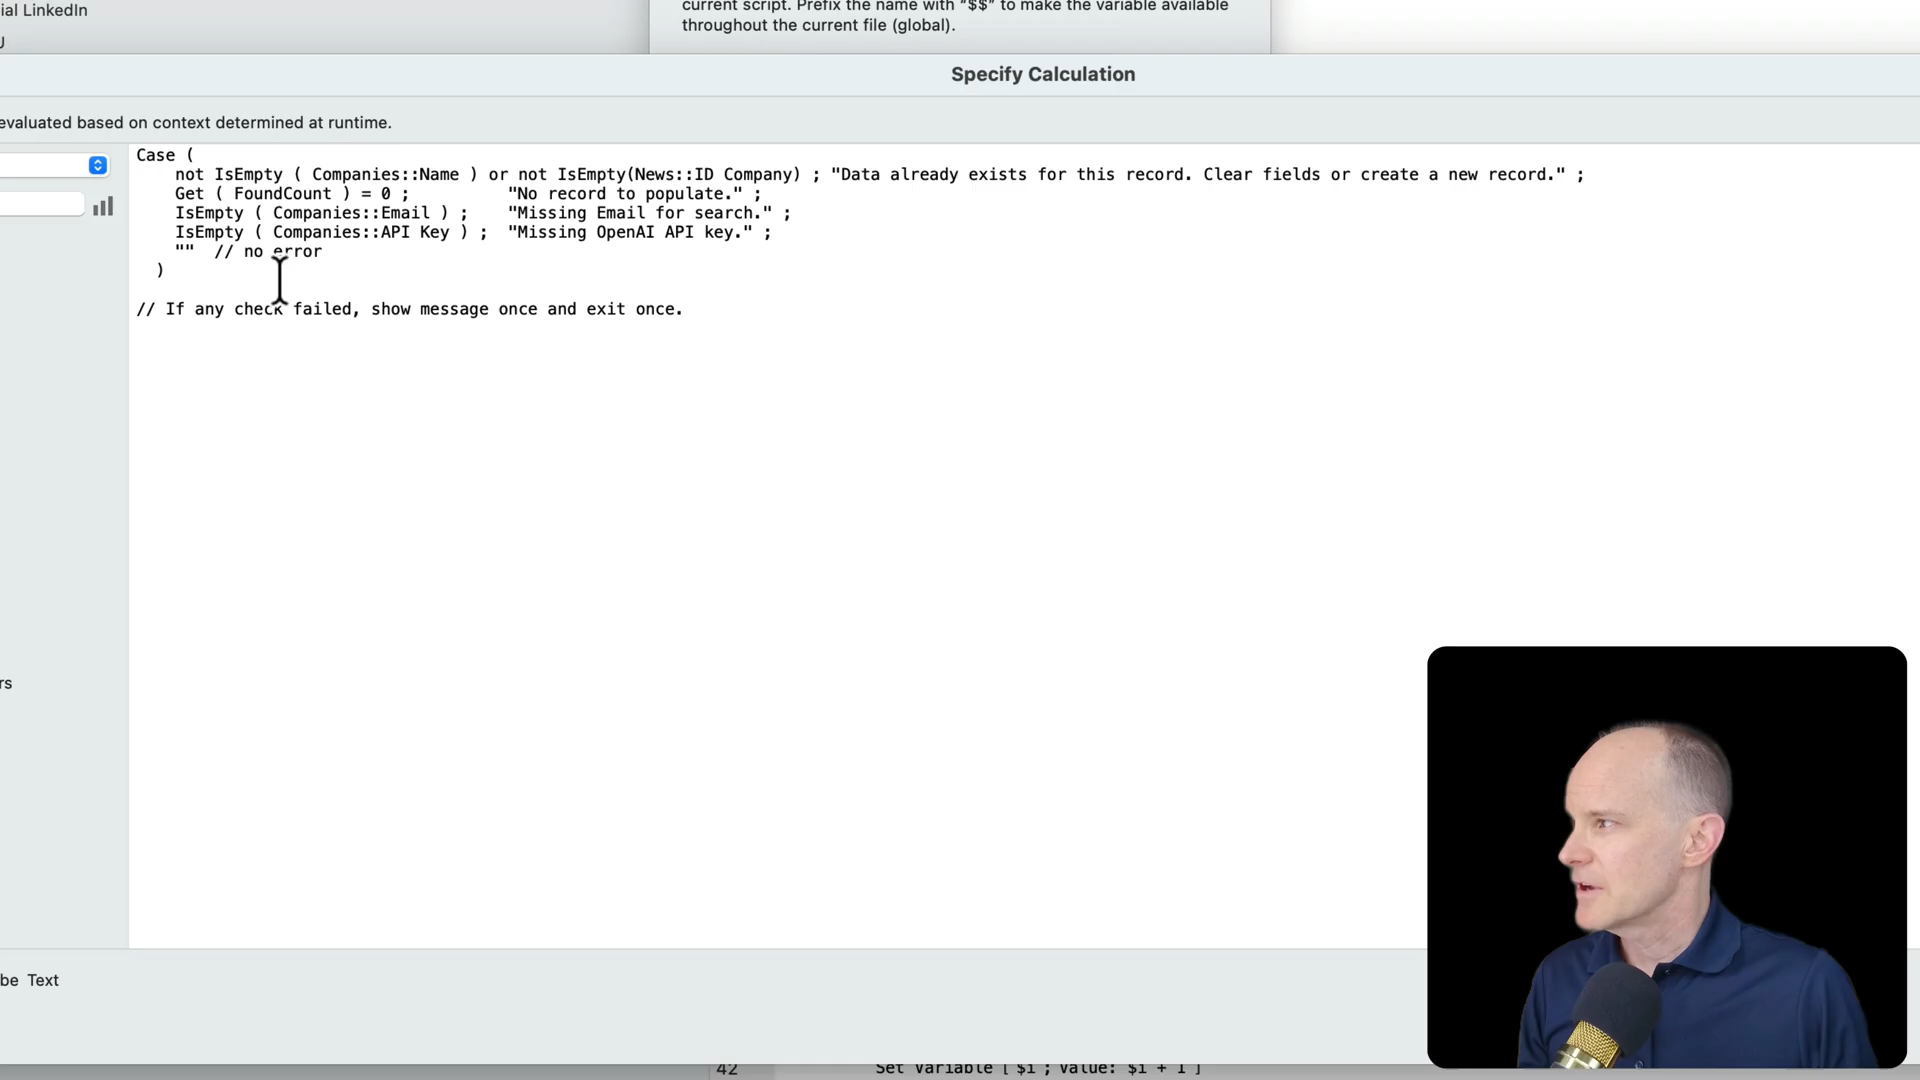 ial LinkedIn
current script. Prefix the name with "$$" to make the variable available
throughout the current file (global).
Specify Calculation
evaluated based on context determined at runtime.
Case (
not IsEmpty ( Companies::Name ) or not IsEmpty(News::ID Company) ; "Data already exists for this record. Clear fields or create a new record." ;
Get ( FoundCount ) = 0 ; "No record to populate." ;
IsEmpty ( Companies::Email ) ; "Missing Email for search." ;
IsEmpty ( Companies::API Key ) ; "Missing OpenAI API key." ;
"" // no error
)
// If any check failed, show message once and exit once.
rs
be Text
42 Set Variable [ $i ; Value: $i + 1 ]